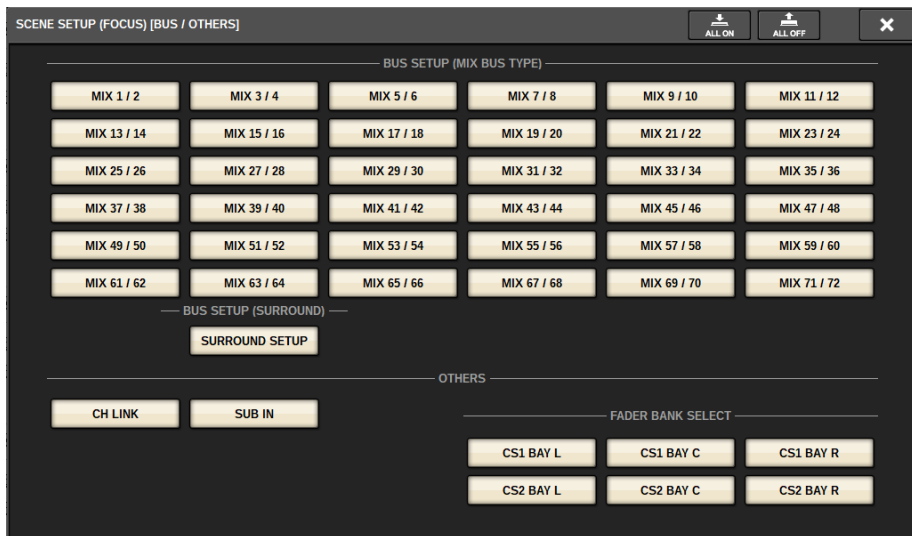 SCENE SETUP (FOCUS) [BUS / OTHERS]
ALL ON
ALL OFF
BUS SETUP (MIX BUS TYPE)
MIX 1 / 2
MIX 3 / 4
MIX 5 / 6
MIX 7 / 8
MIX 9 / 10
MIX 11 / 12
MIX 13 / 14
MIX 15 / 16
MIX 17 / 18
MIX 19 / 20
MIX 21 / 22
MIX 23 / 24
MIX 25 / 26
MIX 27 / 28
MIX 29 / 30
MIX 31 / 32
MIX 33 / 34
MIX 35 / 36
MIX 37 / 38
MIX 39 / 40
MIX 41 / 42
MIX 43 / 44
MIX 45 / 46
MIX 47 / 48
MIX 49 / 50
MIX 51 / 52
MIX 53 / 54
MIX 55 / 56
MIX 57 / 58
MIX 59 / 60
MIX 61 / 62
MIX 63 / 64
MIX 65 / 66
MIX 67 / 68
MIX 69 / 70
MIX 71 / 72
BUS SETUP (SURROUND)
SURROUND SETUP
OTHERS
CH LINK
SUB IN
FADER BANK SELECT
CS1 BAY L
CS1 BAY C
CS1 BAY R
CS2 BAY L
CS2 BAY C
CS2 BAY R